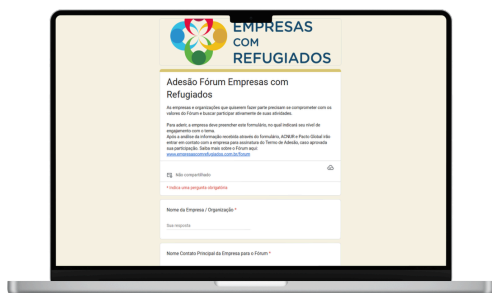 EMPRESAS
COM
REFUGIADOS
Adesão Fórum Empresas com
Refugiados
As empresas e organizações que quiserem fazer parte precisam se comprometer com os
valores do Fórum e buscar participar ativamente de suas atividades.
Para aderir, a empresa deve preencher este formulário, no qual indicará seu nível de
engajamento com o tema.
Após a análise da informação recebida através do formulário, ACNUR e Pacto Global irão
entrar em contato com a empresa para assinatura do Termo de Adesão, caso aprovada
sua participação. Saiba mais sobre o Fórum aqui:
www.empresascomrefugiados.com.br/forum
Não compartilhado
* Indica uma pergunta obrigatória
Nome da Empresa / Organização *
Sua resposta
Nome Contato Principal da Empresa para o Fórum *